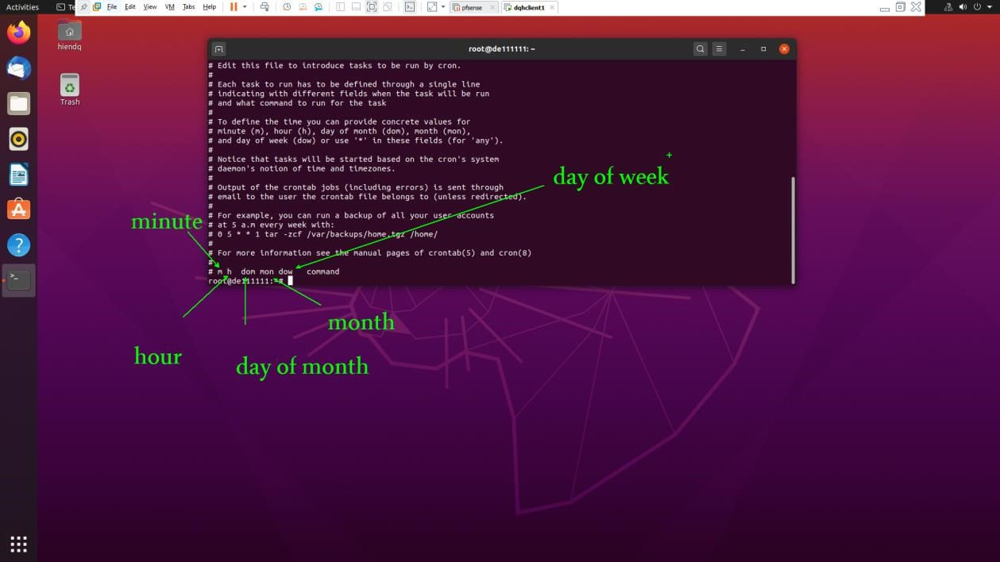 Activities
File Edit View VM Tabs Help
pfsense
dqhclient1
hiendq
Trash
root@de111111: ~
# Edit this file to introduce tasks to be run by cron.
#
# Each task to run has to be defined through a single line
# indicating with different fields when the task will be run
# and what command to run for the task
#
# To define the time you can provide concrete values for
# minute (m), hour (h), day of month (dom), month (mon),
# and day of week (dow) or use '*' in these fields (for 'any').
#
# Notice that tasks will be started based on the cron's system
# daemon's notion of time and timezones.
#
# Output of the crontab jobs (including errors) is sent through
# email to the user the crontab file belongs to (unless redirected).
#
# For example, you can run a backup of all your user accounts
# at 5 a.m every week with:
# 0 5 * * 1 tar -zcf /var/backups/home.tgz /home/
#
# For more information see the manual pages of crontab(5) and cron(8)
#
# m h  dom mon dow   command
root@de111111:~#
day of week
minute
month
hour
day of month